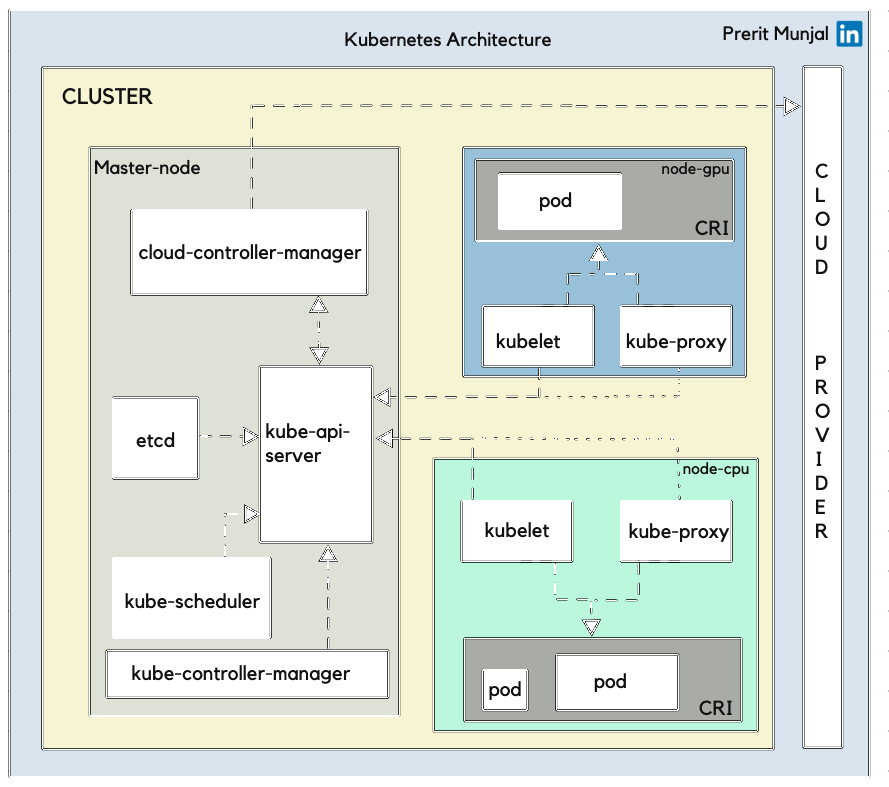 Kubernetes Architecture
Prerit Munjal in
CLUSTER
Master-node
cloud-controller-manager
etcd
kube-api-
server
kube-scheduler
kube-controller-manager
node-gpu
pod
CRI
kubelet
kube-proxy
node-cpu
kubelet
kube-proxy
pod
pod
CRI
CLOUD
PROVIDER